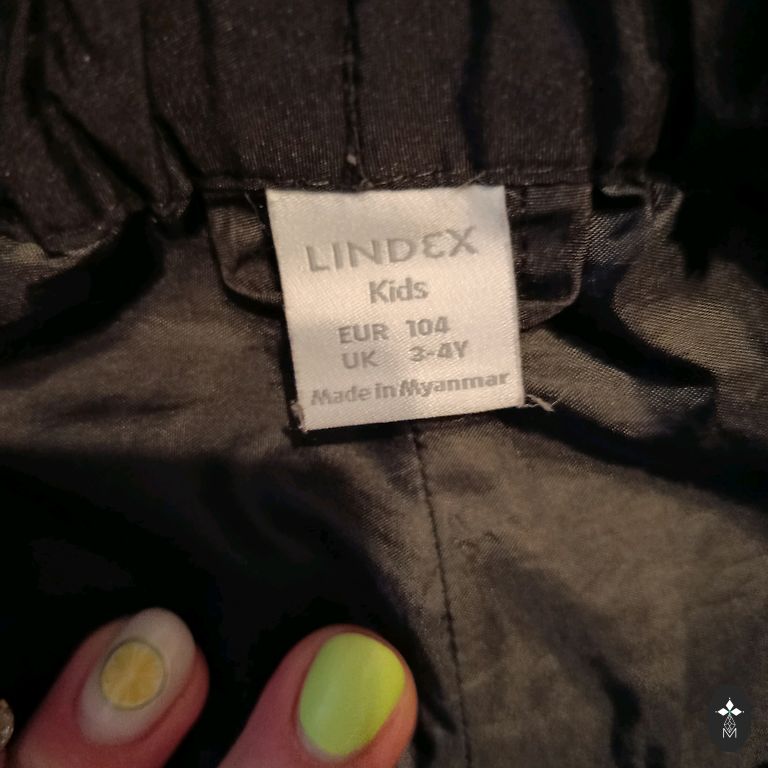 LINDEX
Kids
EUR 104
UK 3-4Y
Made in Myanmar
M